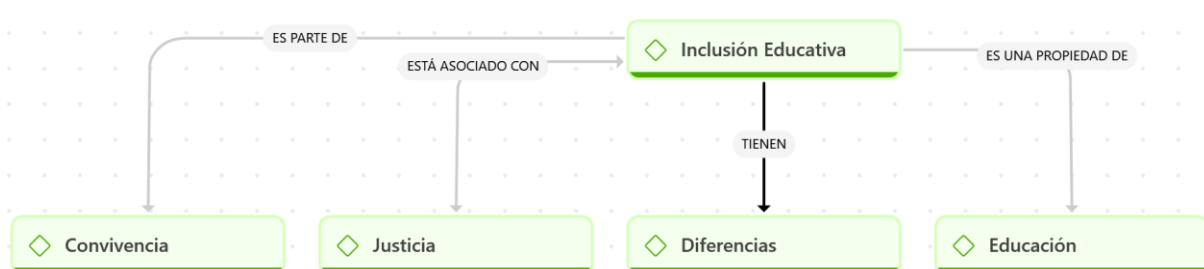 ES PARTE DE
Inclusión Educativa
ES UNA PROPIEDAD DE
ESTÁ ASOCIADO CON
TIENEN
Convivencia
Justicia
Diferencias
Educación